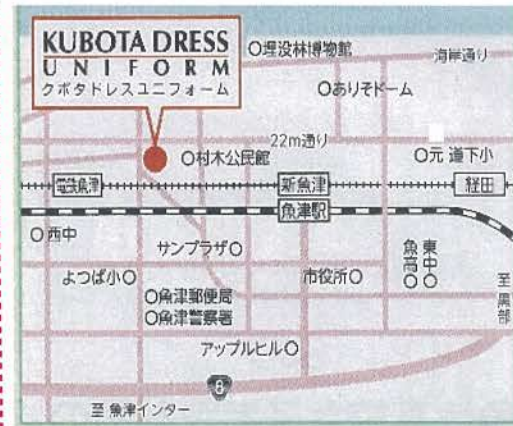 KUBOTA DRESS
UNIFORM
クボタドレスユニフォーム
埋没林博物館
海岸通り
ありそドーム
22m通り
村木公民館
元 道下小
電鉄魚津
新魚津
経田
魚津駅
西中
サンプラザ
よつば小
市役所
魚高
東中
至 黒部
魚津郵便局
魚津警察署
アップルヒル
8
至 魚津インター